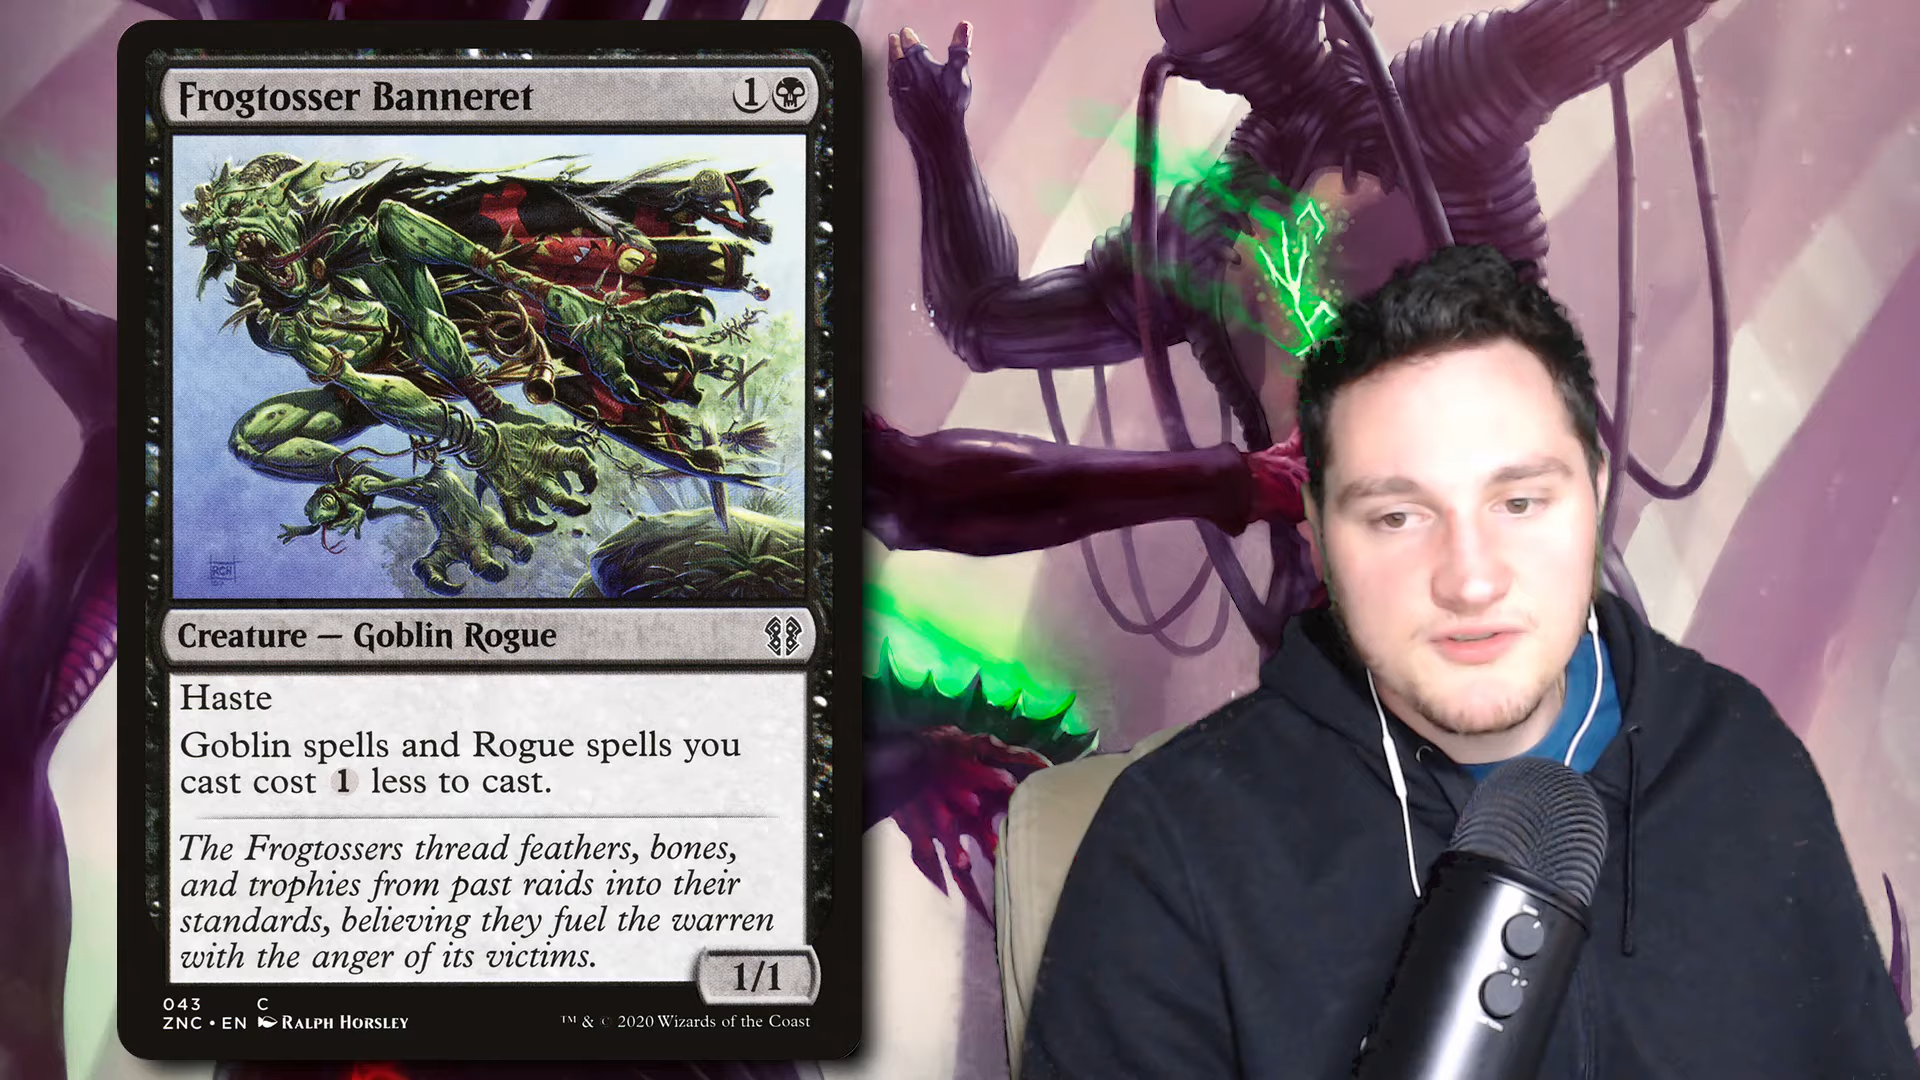 Frogtosser Banneret 1
Creature — Goblin Rogue
Haste
Goblin spells and Rogue spells you
cast cost 1 less to cast.
The Frogtossers thread feathers, bones,
and trophies from past raids into their
standards, believing they fuel the warren
with the anger of its victims.
1/1
043 C
ZNC • EN RALPH HORSLEY ™ & © 2020 Wizards of the Coast